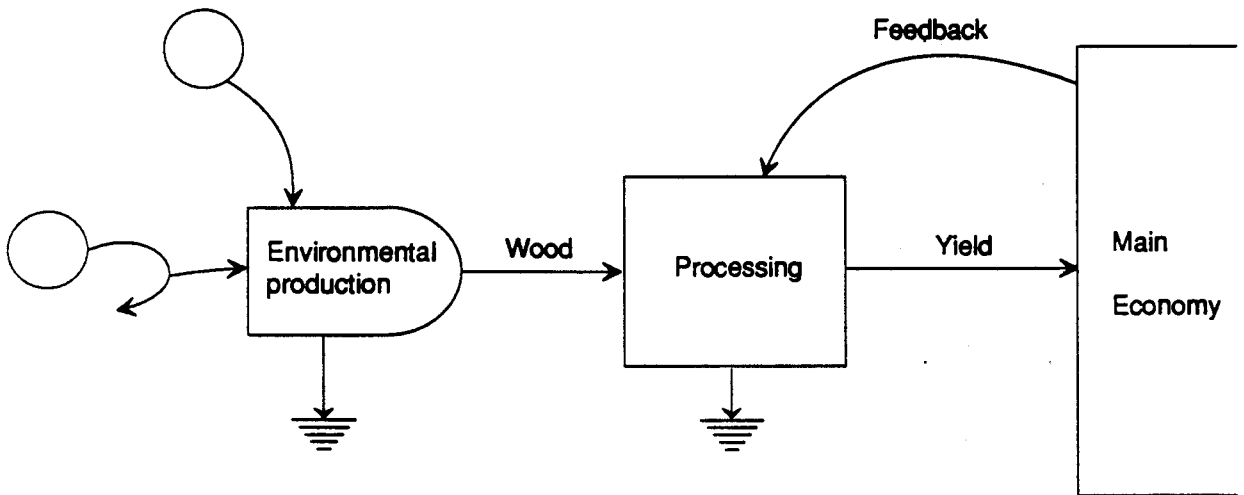 Feedback
Environmental
production
Wood
Processing
Yield
Main
Economy